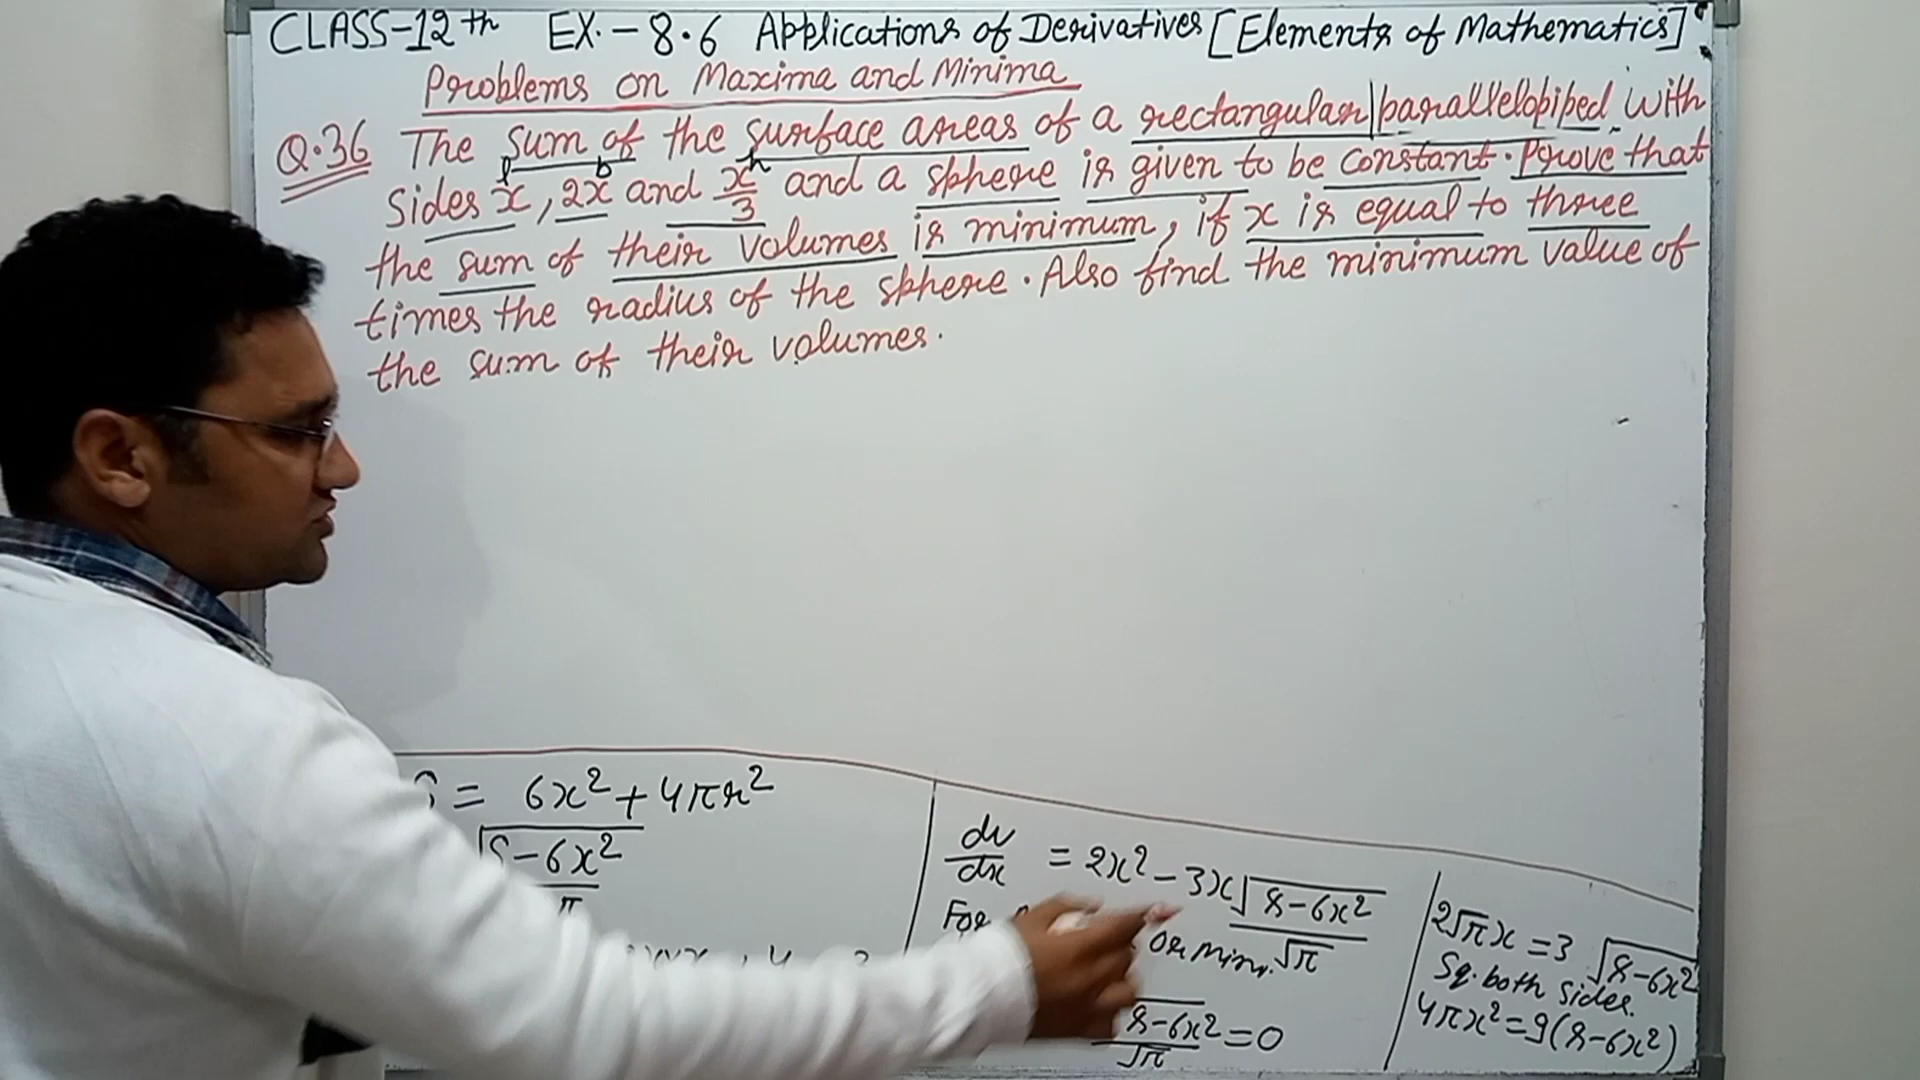 CLASS-12th EX.-8.6 Applications of Derivatives [Elements of Mathematics]
Problems on Maxima and Minima
Q.36 The sum of the surface areas of a rectangular parallelopiped with
l b h
sides x, 2x and x/3 and a sphere is given to be constant. Prove that
the sum of their volumes is minimum, if x is equal to three
times the radius of the sphere. Also find the minimum value of
the sum of their volumes.
S = 6x²+4πr²
√S-6x²
π
dv/dx = 2x²-3x√S-6x²/√π
For or min.
S-6x²/√π=0
2√π x = 3√S-6x²
Sq. both sides.
4πx²=9(S-6x²)